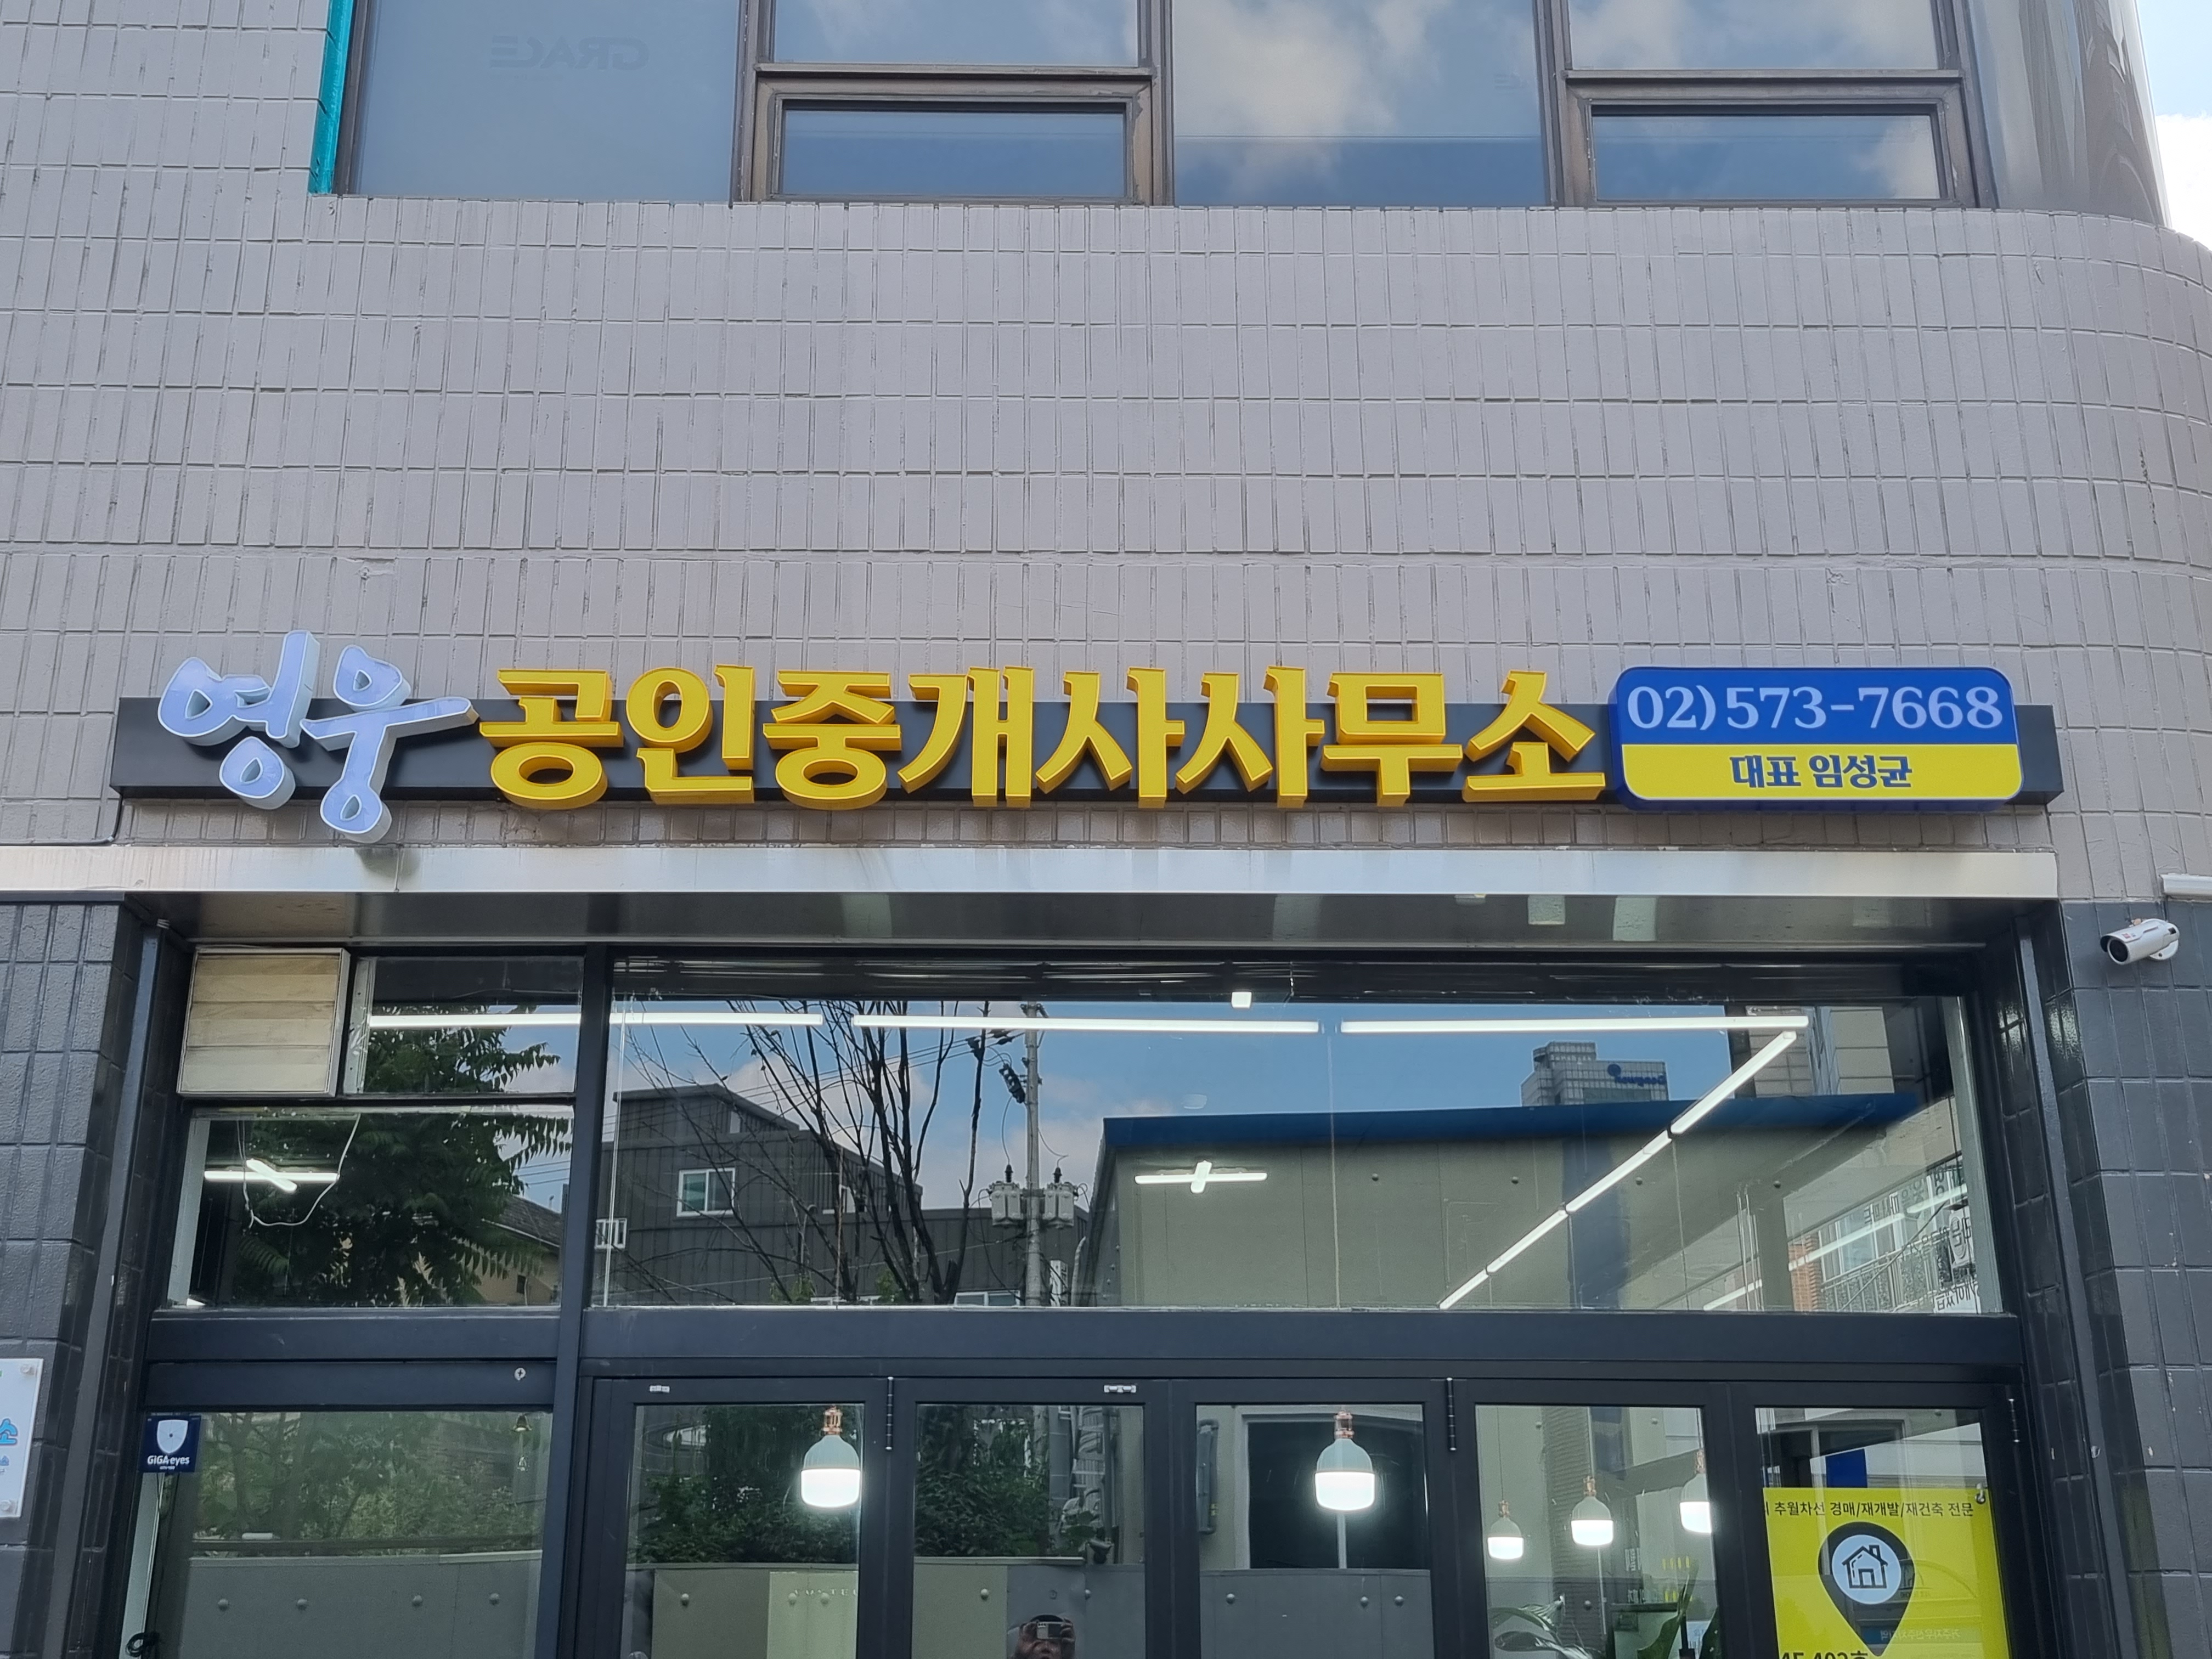 영웅 공인중개사사무소
02) 573-7668
대표 임성균
GiGAeyes
추월차선 경매/재개발/재건축 전문